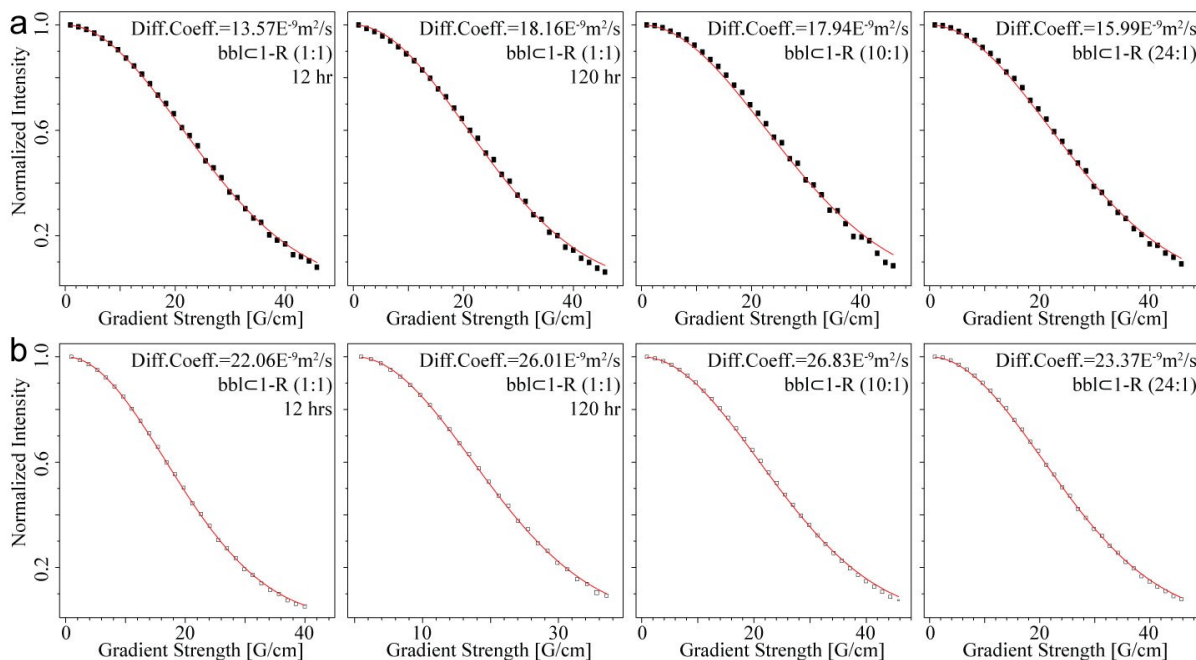 a
Normalized Intensity
1.0
0.6
0.2
Diff.Coeff.=13.57E⁻⁹m²/s
bbl⊂1-R (1:1)
12 hr
0 20 40
Gradient Strength [G/cm]
Diff.Coeff.=18.16E⁻⁹m²/s
bbl⊂1-R (1:1)
120 hr
0 20 40
Gradient Strength [G/cm]
Diff.Coeff.=17.94E⁻⁹m²/s
bbl⊂1-R (10:1)
0 20 40
Gradient Strength [G/cm]
Diff.Coeff.=15.99E⁻⁹m²/s
bbl⊂1-R (24:1)
0 20 40
Gradient Strength [G/cm]
b
Normalized Intensity
1.0
0.6
0.2
Diff.Coeff.=22.06E⁻⁹m²/s
bbl⊂1-R (1:1)
12 hrs
0 20 40
Gradient Strength [G/cm]
Diff.Coeff.=26.01E⁻⁹m²/s
bbl⊂1-R (1:1)
120 hr
10 30
Gradient Strength [G/cm]
Diff.Coeff.=26.83E⁻⁹m²/s
bbl⊂1-R (10:1)
0 20 40
Gradient Strength [G/cm]
Diff.Coeff.=23.37E⁻⁹m²/s
bbl⊂1-R (24:1)
0 20 40
Gradient Strength [G/cm]